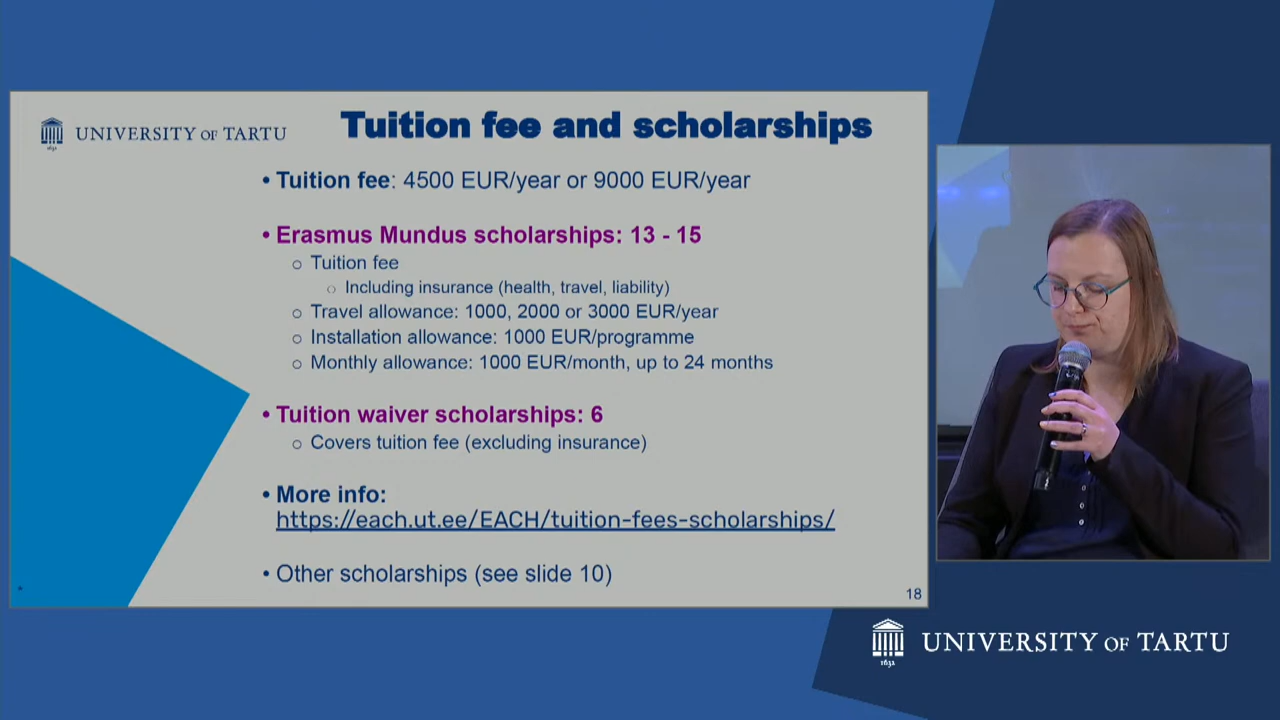 UNIVERSITY OF TARTU
1632
Tuition fee and scholarships
• Tuition fee: 4500 EUR/year or 9000 EUR/year
• Erasmus Mundus scholarships: 13 - 15
○ Tuition fee
○ Including insurance (health, travel, liability)
○ Travel allowance: 1000, 2000 or 3000 EUR/year
○ Installation allowance: 1000 EUR/programme
○ Monthly allowance: 1000 EUR/month, up to 24 months
• Tuition waiver scholarships: 6
○ Covers tuition fee (excluding insurance)
• More info:
https://each.ut.ee/EACH/tuition-fees-scholarships/
• Other scholarships (see slide 10)
18
UNIVERSITY OF TARTU
1632